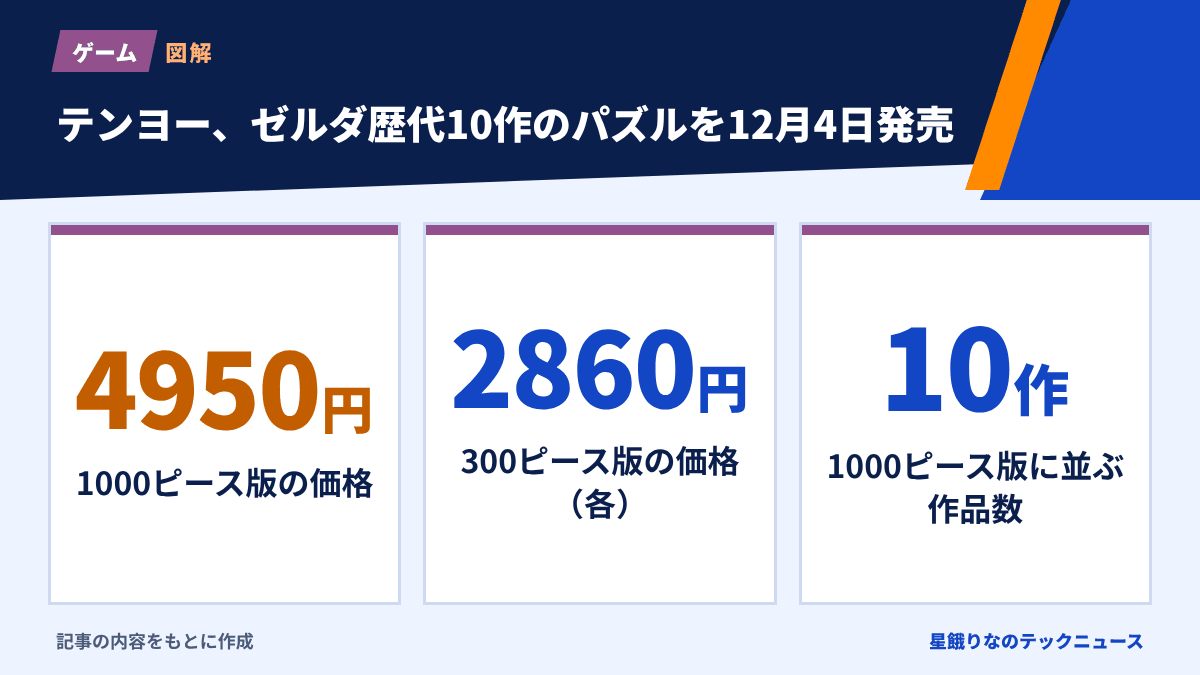 ゲーム 図解
テンヨー、ゼルダ歴代10作のパズルを12月4日発売
4950円
1000ピース版の価格
2860円
300ピース版の価格
（各）
10作
1000ピース版に並ぶ
作品数
記事の内容をもとに作成
星餓りなのテックニュース